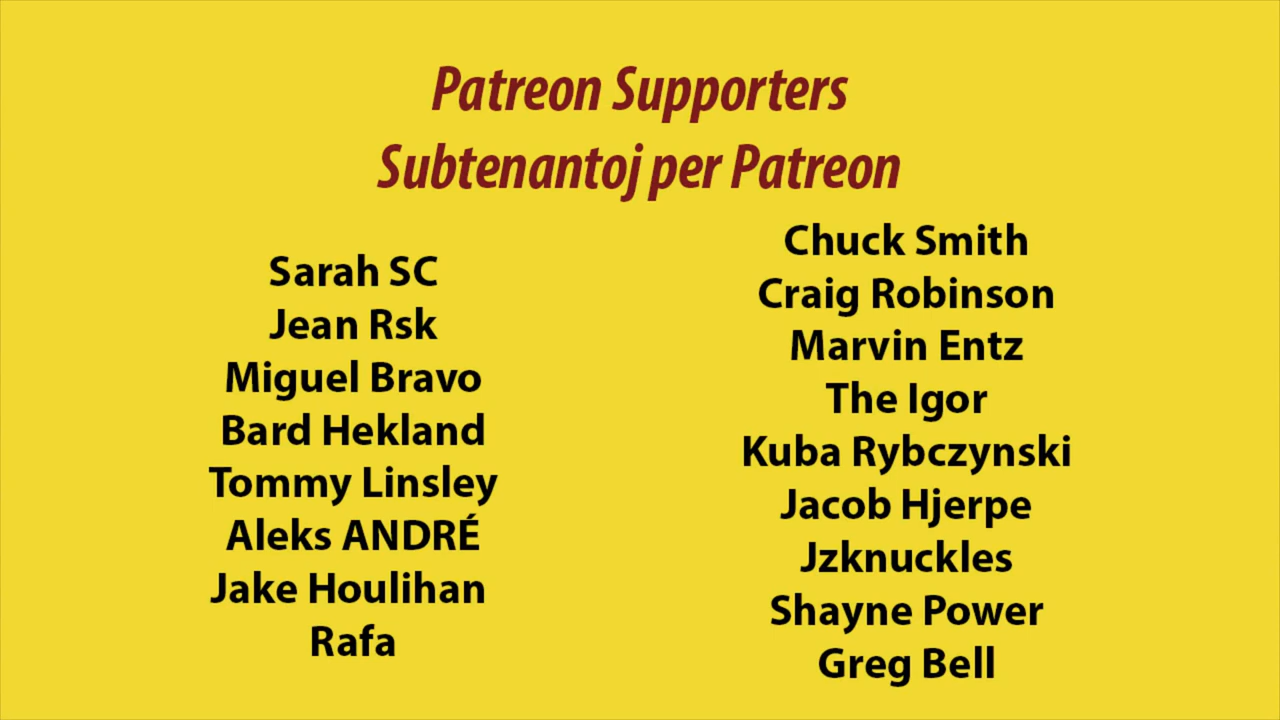 Patreon Supporters
Subtenantoj per Patreon
Sarah SC
Jean Rsk
Miguel Bravo
Bard Hekland
Tommy Linsley
Aleks ANDRÉ
Jake Houlihan
Rafa
Chuck Smith
Craig Robinson
Marvin Entz
The Igor
Kuba Rybczynski
Jacob Hjerpe
Jzknuckles
Shayne Power
Greg Bell